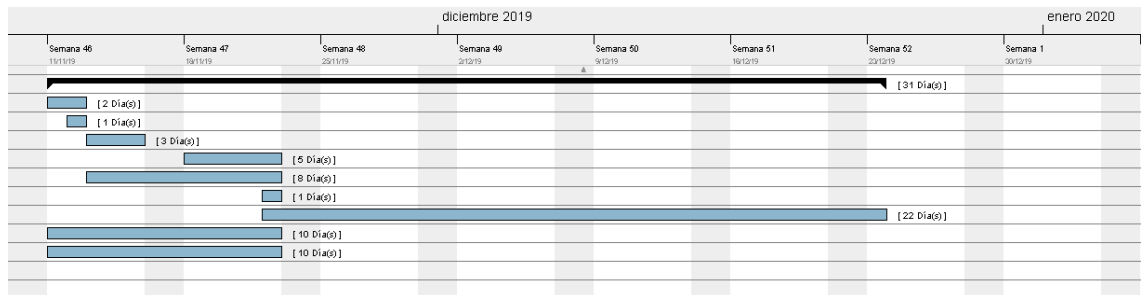 diciembre 2019 enero 2020
Semana 46 Semana 47 Semana 48 Semana 49 Semana 50 Semana 51 Semana 52 Semana 1
11/11/19 18/11/19 25/11/19 2/12/19 9/12/19 16/12/19 23/12/19 30/12/19
[ 31 Día(s) ]
[ 2 Día(s) ]
[ 1 Día(s) ]
[ 3 Día(s) ]
[ 5 Día(s) ]
[ 8 Día(s) ]
[ 1 Día(s) ]
[ 22 Día(s) ]
[ 10 Día(s) ]
[ 10 Día(s) ]